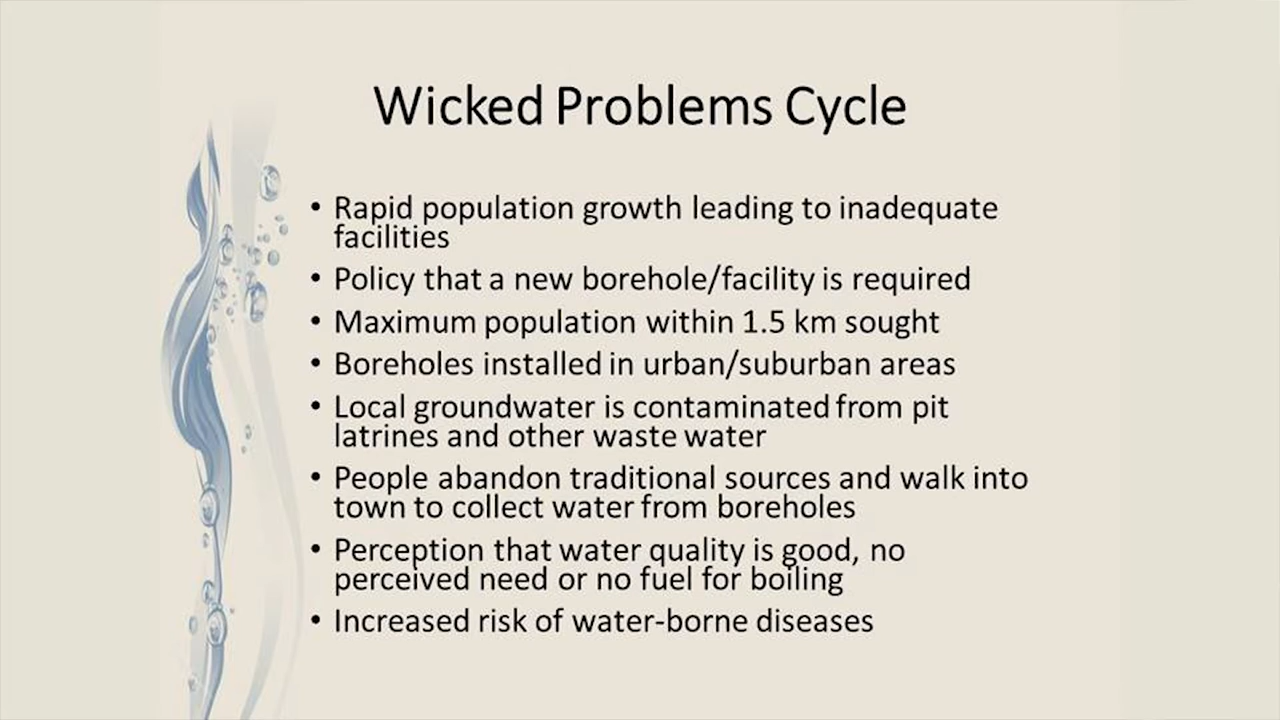 Wicked Problems Cycle
• Rapid population growth leading to inadequate
facilities
• Policy that a new borehole/facility is required
• Maximum population within 1.5 km sought
• Boreholes installed in urban/suburban areas
• Local groundwater is contaminated from pit
latrines and other waste water
• People abandon traditional sources and walk into
town to collect water from boreholes
• Perception that water quality is good, no
perceived need or no fuel for boiling
• Increased risk of water-borne diseases